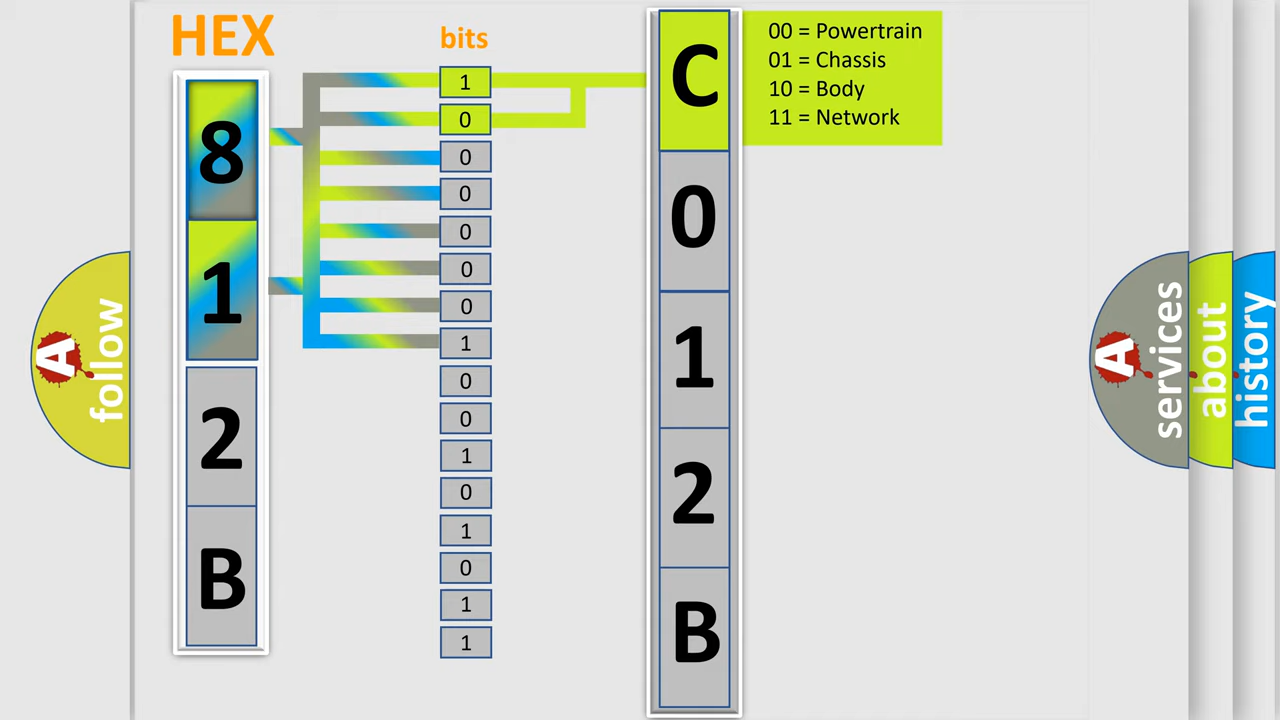 HEX
bits
8
1
2
B
1
0
0
0
0
0
0
1
0
0
1
0
1
0
1
1
C
0
1
2
B
00 = Powertrain
01 = Chassis
10 = Body
11 = Network
A
follow
A
services
about
history